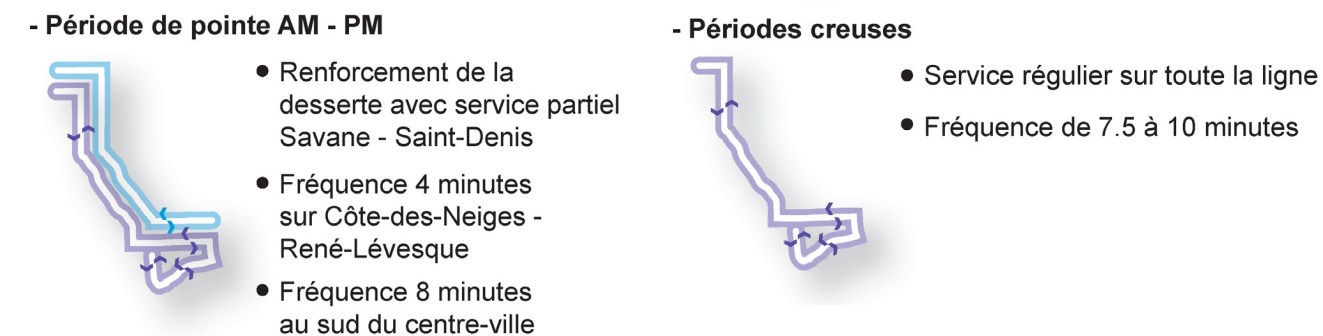 - Période de pointe AM - PM
• Renforcement de la
desserte avec service partiel
Savane - Saint-Denis
• Fréquence 4 minutes
sur Côte-des-Neiges -
René-Lévesque
• Fréquence 8 minutes
au sud du centre-ville
- Périodes creuses
• Service régulier sur toute la ligne
• Fréquence de 7.5 à 10 minutes